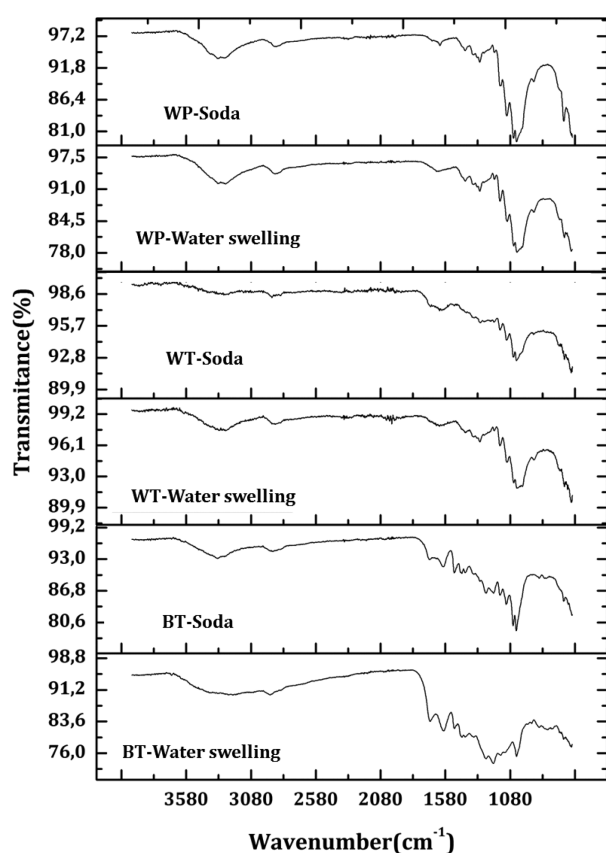 Transmitance(%)
97,2
91,8
86,4
81,0
WP-Soda
97,5
91,0
84,5
78,0
WP-Water swelling
98,6
95,7
92,8
89,9
WT-Soda
99,2
96,1
93,0
89,9
WT-Water swelling
99,2
93,0
86,8
80,6
BT-Soda
98,8
91,2
83,6
76,0
BT-Water swelling
3580 3080 2580 2080 1580 1080
Wavenumber(cm⁻¹)